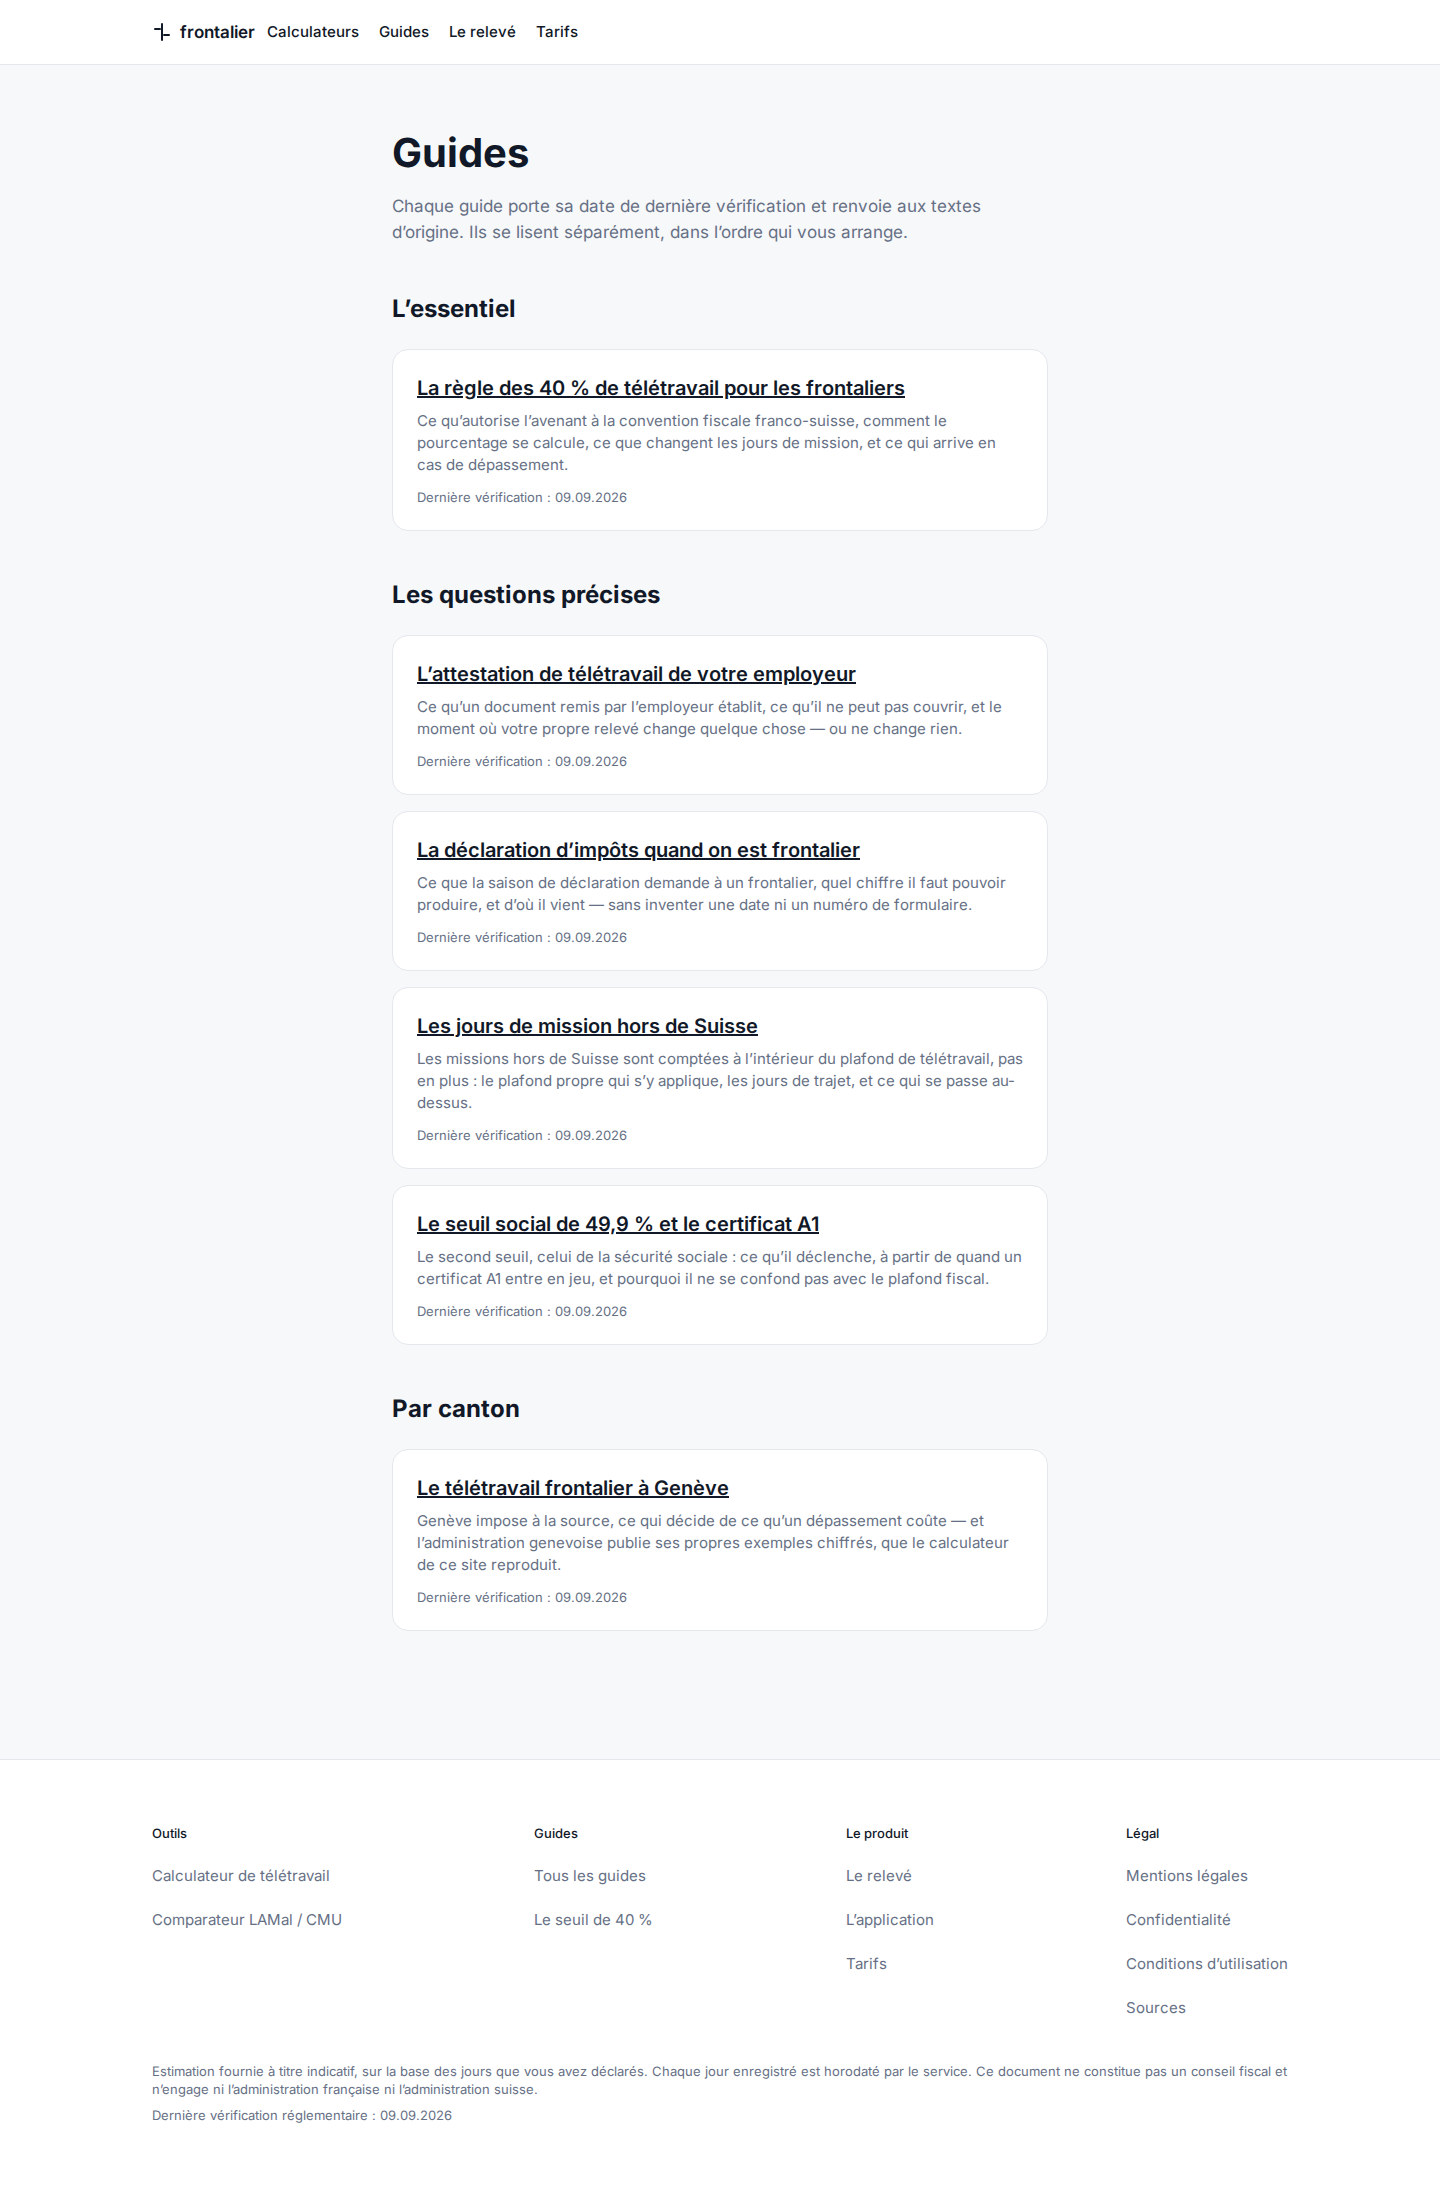 frontalier Calculateurs Guides Le relevé Tarifs
Guides
Chaque guide porte sa date de dernière vérification et renvoie aux textes
d’origine. Ils se lisent séparément, dans l’ordre qui vous arrange.
L’essentiel
La règle des 40 % de télétravail pour les frontaliers
Ce qu’autorise l’avenant à la convention fiscale franco-suisse, comment le
pourcentage se calcule, ce que changent les jours de mission, et ce qui arrive en
cas de dépassement.
Dernière vérification : 09.09.2026
Les questions précises
L’attestation de télétravail de votre employeur
Ce qu’un document remis par l’employeur établit, ce qu’il ne peut pas couvrir, et le
moment où votre propre relevé change quelque chose — ou ne change rien.
Dernière vérification : 09.09.2026
La déclaration d’impôts quand on est frontalier
Ce que la saison de déclaration demande à un frontalier, quel chiffre il faut pouvoir
produire, et d’où il vient — sans inventer une date ni un numéro de formulaire.
Dernière vérification : 09.09.2026
Les jours de mission hors de Suisse
Les missions hors de Suisse sont comptées à l’intérieur du plafond de télétravail, pas
en plus : le plafond propre qui s’y applique, les jours de trajet, et ce qui se passe au-
dessus.
Dernière vérification : 09.09.2026
Le seuil social de 49,9 % et le certificat A1
Le second seuil, celui de la sécurité sociale : ce qu’il déclenche, à partir de quand un
certificat A1 entre en jeu, et pourquoi il ne se confond pas avec le plafond fiscal.
Dernière vérification : 09.09.2026
Par canton
Le télétravail frontalier à Genève
Genève impose à la source, ce qui décide de ce qu’un dépassement coûte — et
l’administration genevoise publie ses propres exemples chiffrés, que le calculateur
de ce site reproduit.
Dernière vérification : 09.09.2026
Outils
Calculateur de télétravail
Comparateur LAMal / CMU
Guides
Tous les guides
Le seuil de 40 %
Le produit
Le relevé
L’application
Tarifs
Légal
Mentions légales
Confidentialité
Conditions d’utilisation
Sources
Estimation fournie à titre indicatif, sur la base des jours que vous avez déclarés. Chaque jour enregistré est horodaté par le service. Ce document ne constitue pas un conseil fiscal et
n’engage ni l’administration française ni l’administration suisse.
Dernière vérification réglementaire : 09.09.2026